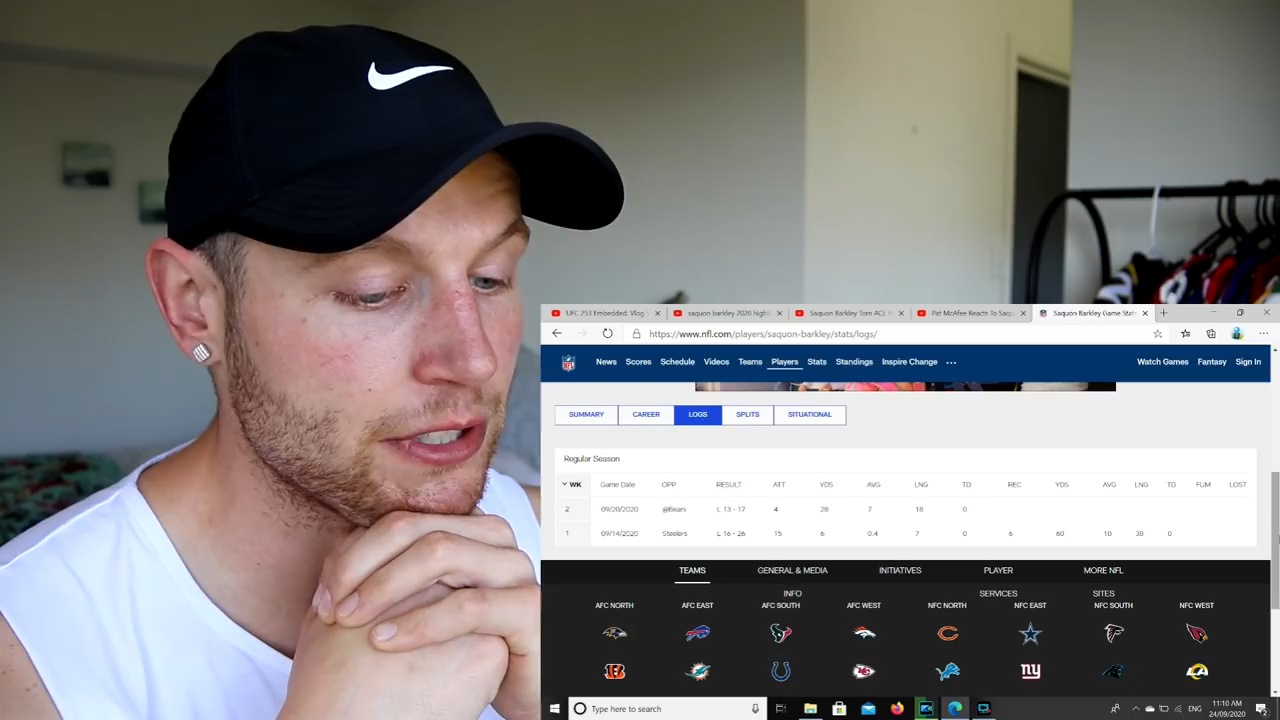 UFC 253 Embedded: Vlog S
saquon barkley 2020 highli
Saquon Barkley Torn ACL
Pat McAfee Reacts To Saqu
Saquon Barkley Game Stats
https://www.nfl.com/players/saquon-barkley/stats/logs/
NFL
News Scores Schedule Videos Teams Players Stats Standings Inspire Change ••• Watch Games Fantasy Sign In
SUMMARY CAREER LOGS SPLITS SITUATIONAL
Regular Season
WK Game Date OPP RESULT ATT YDS AVG LNG TD REC YDS AVG LNG TD FUM LOST
2 09/20/2020 @Bears L 13 - 17 4 28 7 18 0
1 09/14/2020 Steelers L 16 - 26 15 6 0.4 7 0 6 60 10 38 0
TEAMS GENERAL & MEDIA INITIATIVES PLAYER MORE NFL
INFO SERVICES SITES
AFC NORTH AFC EAST AFC SOUTH AFC WEST NFC NORTH NFC EAST NFC SOUTH NFC WEST
ny
Type here to search
ENG
11:10 AM
24/09/2020